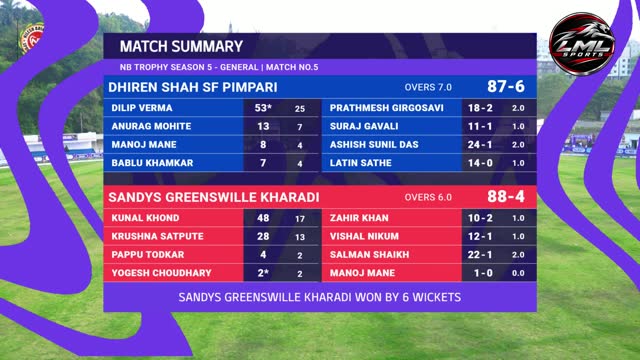 MATCH SUMMARY
NB TROPHY SEASON 5 - GENERAL | MATCH NO.5
DHIREN SHAH SF PIMPARI OVERS 7.0 87-6
DILIP VERMA 53* 25 PRATHMESH GIRGOSAVI 18-2 2.0
ANURAG MOHITE 13 7 SURAJ GAVALI 11-1 1.0
MANOJ MANE 8 4 ASHISH SUNIL DAS 24-1 2.0
BABLU KHAMKAR 7 4 LATIN SATHE 14-0 1.0
SANDYS GREENSWILLE KHARADI OVERS 6.0 88-4
KUNAL KHOND 48 17 ZAHIR KHAN 10-2 1.0
KRUSHNA SATPUTE 28 13 VISHAL NIKUM 12-1 1.0
PAPPU TODKAR 4 2 SALMAN SHAIKH 22-1 2.0
YOGESH CHOUDHARY 2* 2 MANOJ MANE 1-0 0.0
SANDYS GREENSWILLE KHARADI WON BY 6 WICKETS
LML
SPORTS